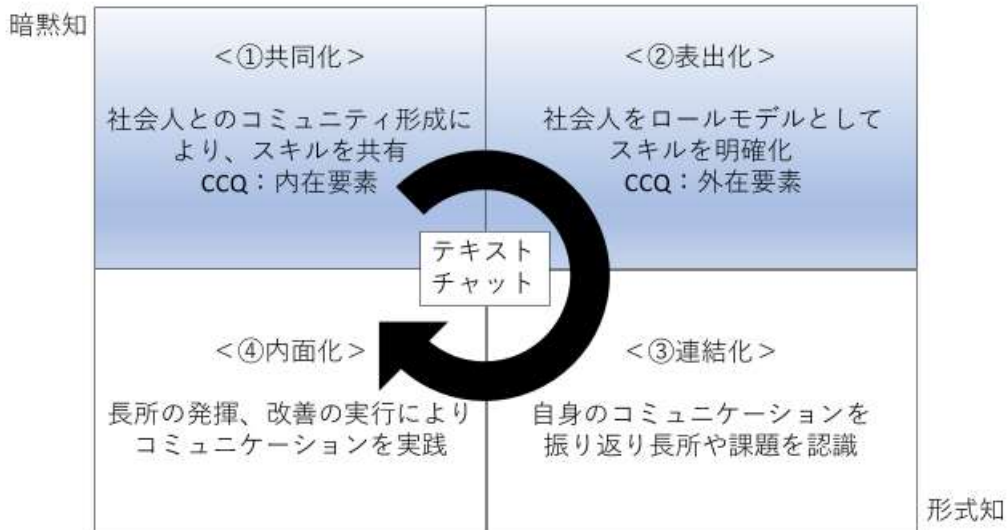 暗黙知
＜①共同化＞
社会人とのコミュニティ形成に
より、スキルを共有
CCQ：内在要素
＜②表出化＞
社会人をロールモデルとして
スキルを明確化
CCQ：外在要素
テキスト
チャット
＜④内面化＞
長所の発揮、改善の実行により
コミュニケーションを実践
＜③連結化＞
自身のコミュニケーションを
振り返り長所や課題を認識
形式知